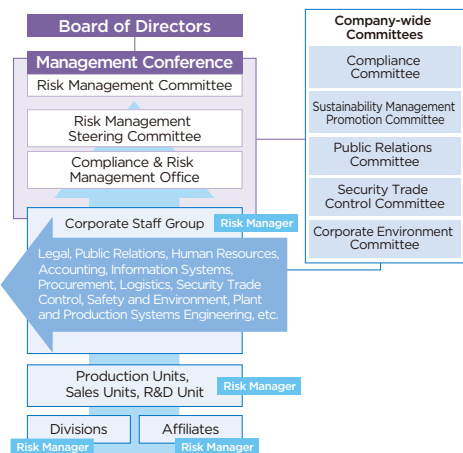 Board of Directors
Management Conference
Risk Management Committee
Risk Management
Steering Committee
Compliance & Risk
Management Office
Corporate Staff Group
Risk Manager
Legal, Public Relations, Human Resources,
Accounting, Information Systems,
Procurement, Logistics, Security Trade
Control, Safety and Environment, Plant
and Production Systems Engineering, etc.
Production Units,
Sales Units, R&D Unit
Risk Manager
Divisions
Risk Manager
Affiliates
Risk Manager
Company-wide
Committees
Compliance
Committee
Sustainability Management
Promotion Committee
Public Relations
Committee
Security Trade
Control Committee
Corporate Environment
Committee